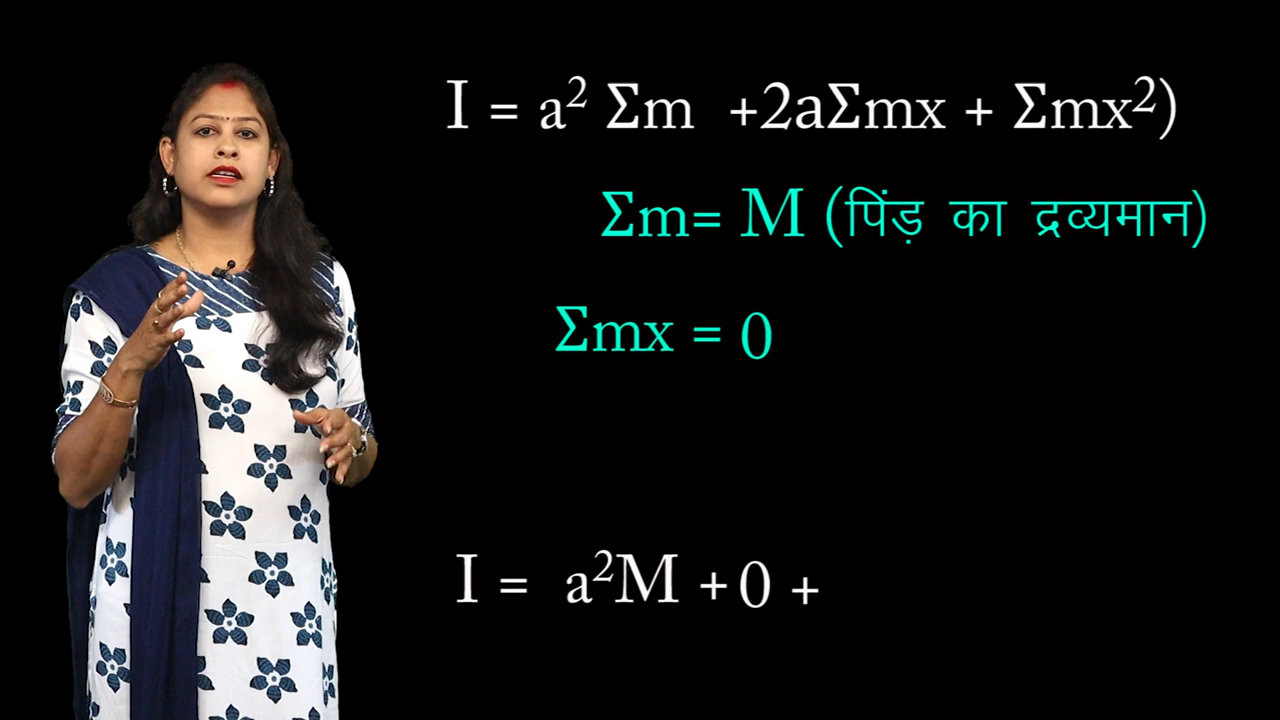 I = a² Σm +2aΣmx + Σmx²)
Σm= M (पिंड़ का द्रव्यमान)
Σmx = 0
I = a²M + 0 +